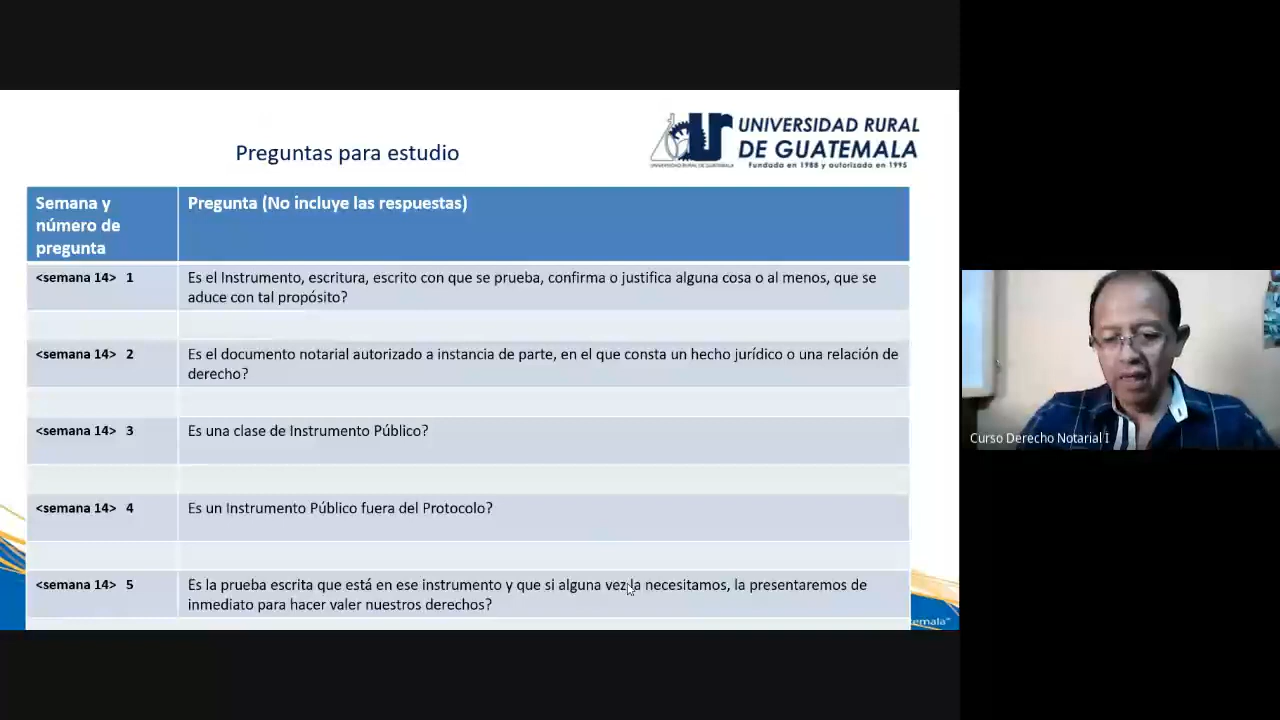 Preguntas para estudio
UNIVERSIDAD RURAL
DE GUATEMALA
Fundada en 1988 y autorizada en 1995
UNIVERSIDAD RURAL DE GUATEMALA
Semana y
número de
pregunta
Pregunta (No incluye las respuestas)
<semana 14> 1
Es el Instrumento, escritura, escrito con que se prueba, confirma o justifica alguna cosa o al menos, que se
aduce con tal propósito?
<semana 14> 2
Es el documento notarial autorizado a instancia de parte, en el que consta un hecho jurídico o una relación de
derecho?
<semana 14> 3
Es una clase de Instrumento Público?
<semana 14> 4
Es un Instrumento Público fuera del Protocolo?
<semana 14> 5
Es la prueba escrita que está en ese instrumento y que si alguna vez la necesitamos, la presentaremos de
inmediato para hacer valer nuestros derechos?
emala"
Curso Derecho Notarial I